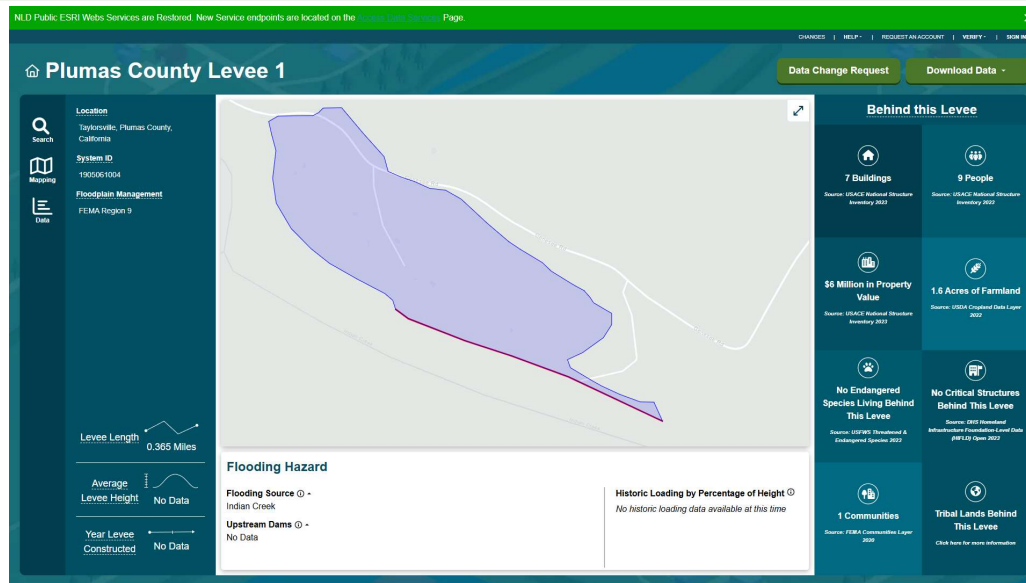 NLD Public ESRI Webs Services are Restored. New Service endpoints are located on the Access Data Services Page.
CHANGES | HELP | REQUEST AN ACCOUNT | VERIFY | SIGN IN
Plumas County Levee 1
Data Change Request
Download Data
Search
Mapping
Data
Location
Taylorsville, Plumas County,
California
System ID
1905061004
Floodplain Management
FEMA Region 9
Levee Length
0.365 Miles
Average
Levee Height
No Data
Year Levee
Constructed
No Data
Flooding Hazard
Flooding Source
Indian Creek
Upstream Dams
No Data
Historic Loading by Percentage of Height
No historic loading data available at this time
Behind this Levee
7 Buildings
Source: USACE National Structure
Inventory 2023
9 People
Source: USACE National Structure
Inventory 2023
$6 Million in Property
Value
Source: USACE National Structure
Inventory 2023
1.6 Acres of Farmland
Source: USDA Cropland Data Layer
2022
No Endangered
Species Living Behind
This Levee
Source: USFWS Threatened &
Endangered Species 2022
No Critical Structures
Behind This Levee
Source: DHS Homeland
Infrastructure Foundation-Level Data
(HIFLD) Open 2022
1 Communities
Source: FEMA Communities Layer
2020
Tribal Lands Behind
This Levee
Click here for more information